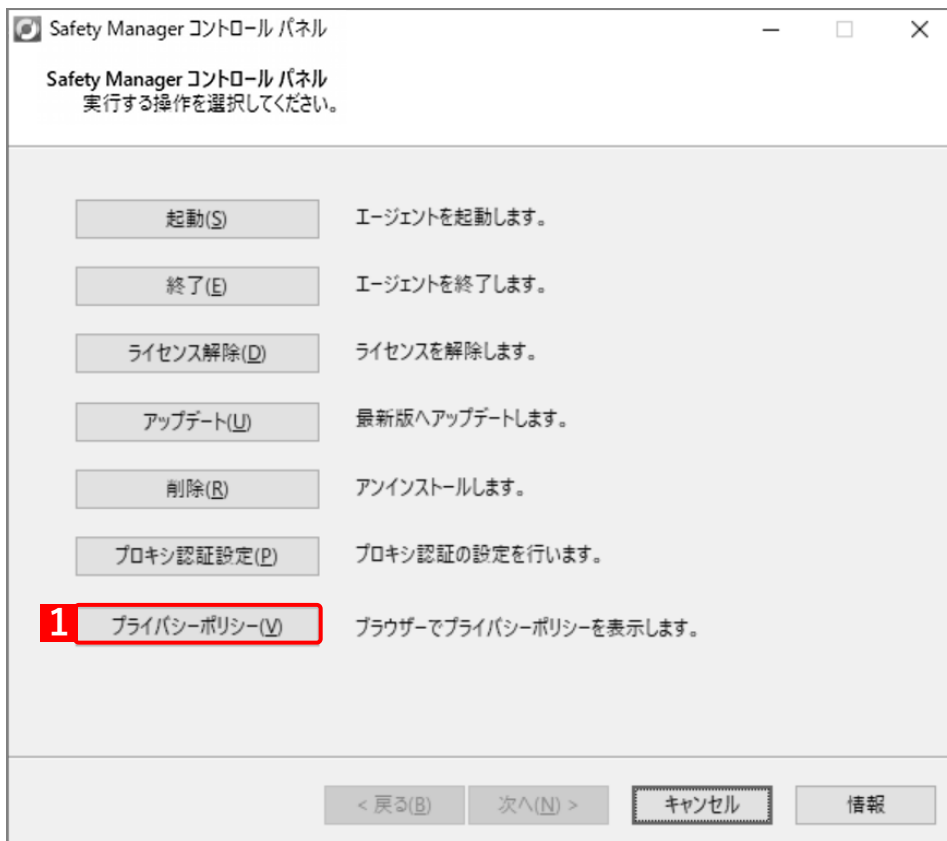 Safety Manager コントロール パネル
Safety Manager コントロール パネル
実行する操作を選択してください。
起動(S) エージェントを起動します。
終了(E) エージェントを終了します。
ライセンス解除(D) ライセンスを解除します。
アップデート(U) 最新版へアップデートします。
削除(R) アンインストールします。
プロキシ認証設定(P) プロキシ認証の設定を行います。
1 プライバシーポリシー(V) ブラウザーでプライバシーポリシーを表示します。
< 戻る(B) 次へ(N) > キャンセル 情報